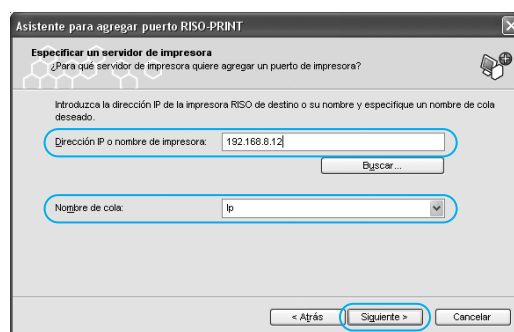 Asistente para agregar puerto RISO-PRINT
Especificar un servidor de impresora
¿Para qué servidor de impresora quiere agregar un puerto de impresora?
Introduzca la dirección IP de la impresora RISO de destino o su nombre y especifique un nombre de cola
deseado.
Dirección IP o nombre de impresora: 192.168.8.12
Buscar...
Nombre de cola: lp
< Atrás Siguiente > Cancelar